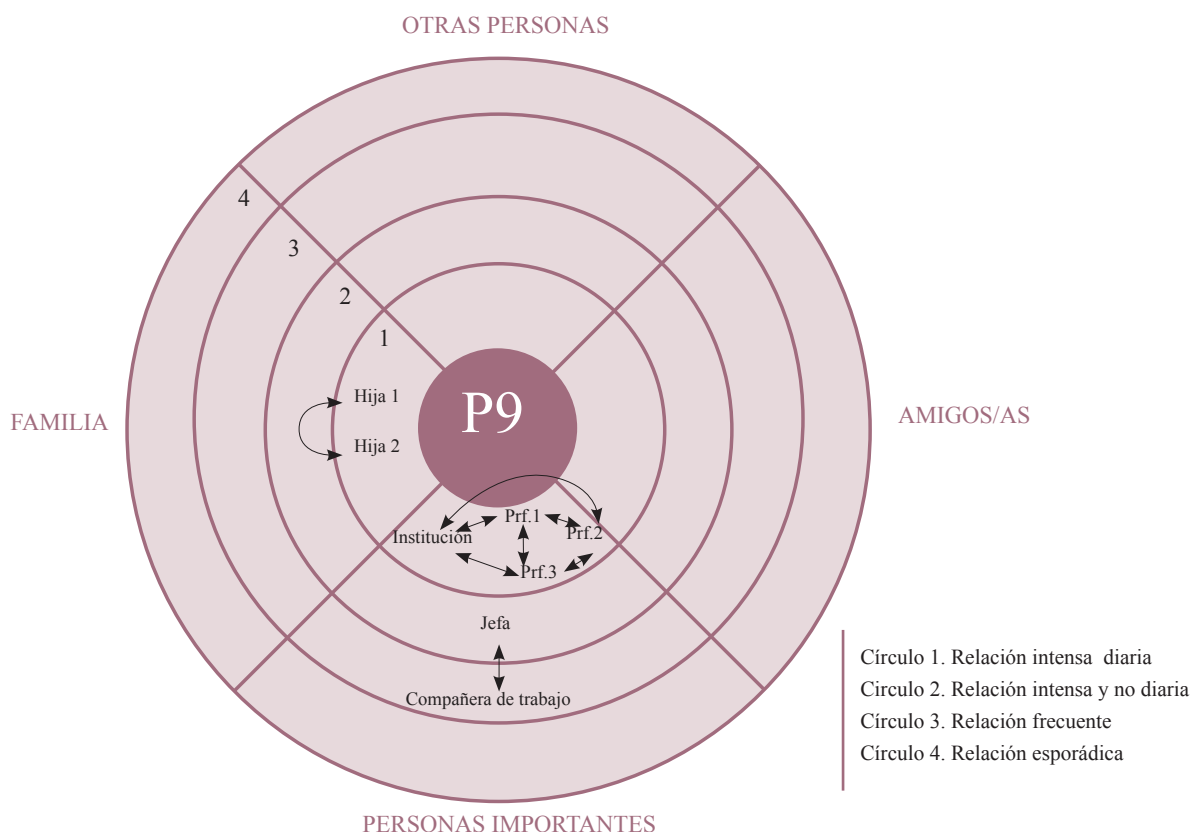 OTRAS PERSONAS
4
3
2
1
Hija 1
P9
FAMILIA
AMIGOS/AS
Hija 2
Prf.1
Institución
Prf.2
Prf.3
Jefa
Compañera de trabajo
Círculo 1. Relación intensa diaria
Circulo 2. Relación intensa y no diaria
Círculo 3. Relación frecuente
Círculo 4. Relación esporádica
PERSONAS IMPORTANTES